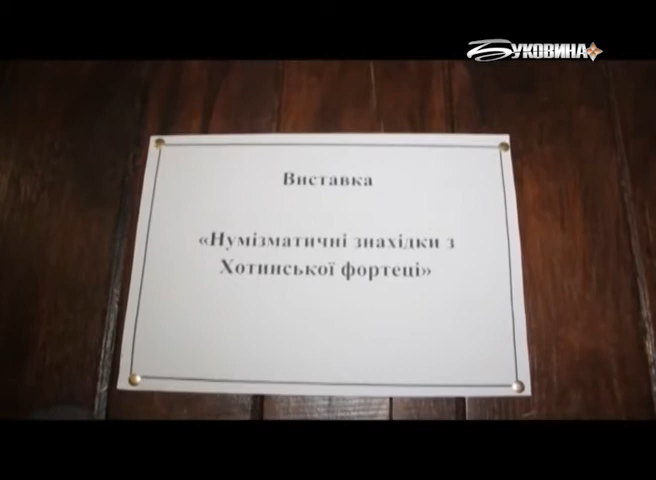 БУКОВИНА
Виставка
«Нумізматичні знахідки з
Хотинської фортеці»